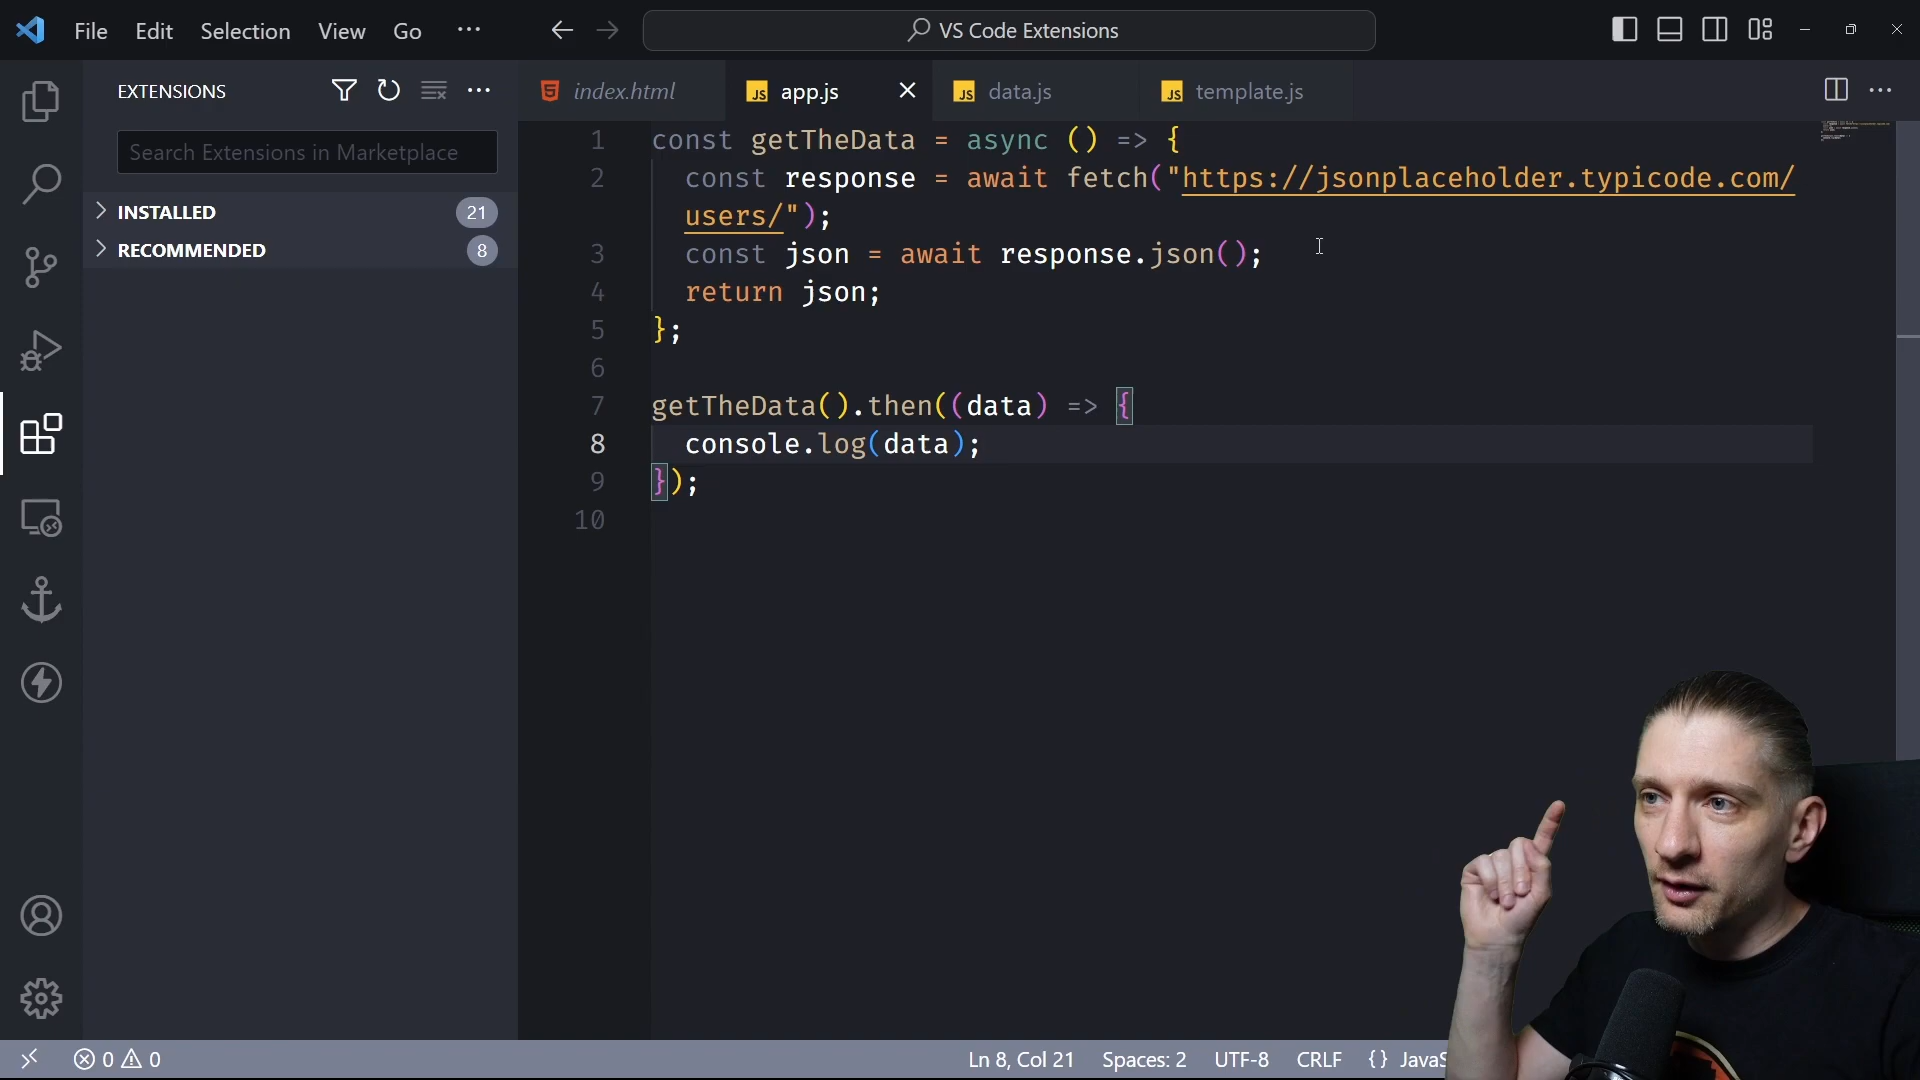 File Edit Selection View Go ···
VS Code Extensions
EXTENSIONS
Search Extensions in Marketplace
INSTALLED 21
RECOMMENDED 8
index.html
JS app.js
JS data.js
JS template.js
1 const getTheData = async () => {
2 const response = await fetch("https://jsonplaceholder.typicode.com/
users/");
3 const json = await response.json();
4 return json;
5 };
6
7 getTheData().then((data) => {
8 console.log(data);
9 });
10
0 0
Ln 8, Col 21 Spaces: 2 UTF-8 CRLF {} JavaS